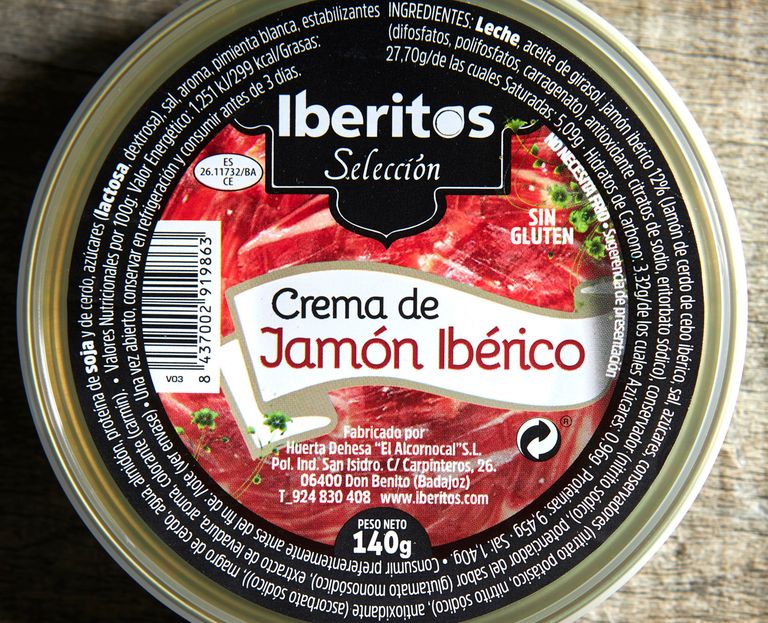 INGREDIENTES: Leche, aceite de girasol, jamón ibérico 12% (Jamón de cerdo de cebo Ibérico, sal, azúcares, conservadores (nitrato potásico, nitrito sódico), antioxidante (ascorbato sódico)), magro de cerdo agua almidón, proteína de soja y de cerdo, azúcares (lactosa, dextrosa), sal, aroma, pimienta blanca, estabilizantes
(difosfatos, polifosfatos, carragenato), antioxidante citratos de sodio, eritorbato sódico), conservador (nitrito sódico), potenciador del sabor (glutamato monosódico), extracto de levadura aroma colorante (carmín). • Valores Nutricionales por 100g: Valor Energético: 1.251 kJ/299 kcal/Grasas:
27,70g/de las cuales Saturadas: 5,09g - Hidratos de Carbono: 3,32g/de los cuales Azúcares 0,96g - Proteínas: 9,45g - Sal: 1,40g. • Consumir preferentemente antes del fin de:/lote (ver envase) • Una vez abierto, conservar en refrigeración y consumir antes de 3 días.
NO NECESITA FRIO • Sugerencia de presentación
Iberitos
Selección
ES
26.11732/BA
CE
SIN
GLUTEN
Crema de
Jamón Ibérico
8 437002 919863
V03
Fabricado por
Huerta Dehesa "El Alcornocal" S.L.
Pol. Ind. San Isidro. C/ Carpinteros, 26.
06400 Don Benito (Badajoz)
T_924 830 408 www.iberitos.com
®
PESO NETO
140g